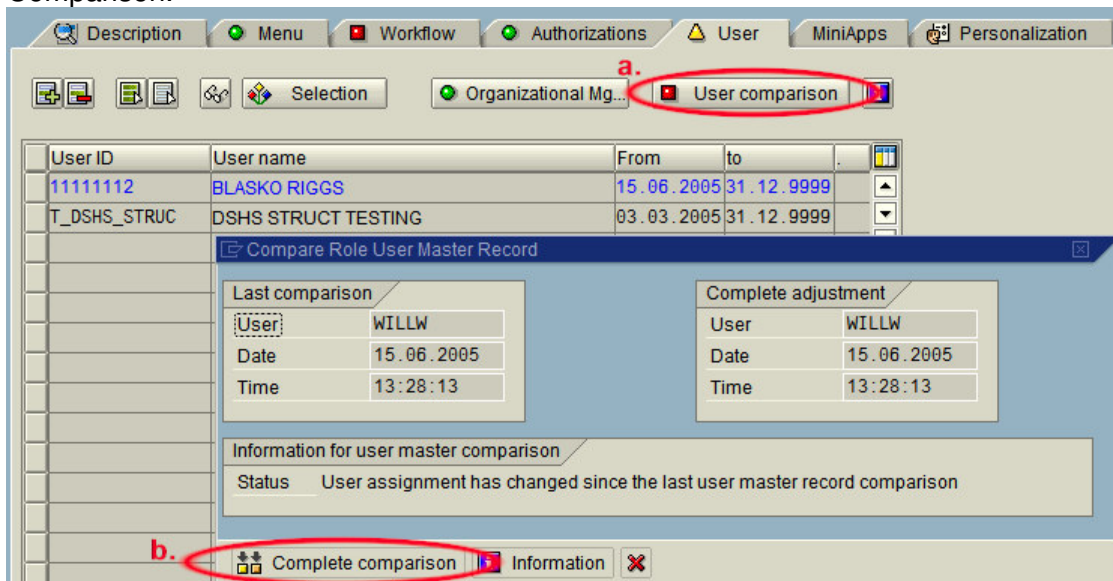 Comparison.
Description Menu Workflow Authorizations User MiniApps Personalization
a.
Selection Organizational Mg... User comparison
User ID User name From to .
11111112 BLASKO RIGGS 15.06.2005 31.12.9999
T_DSHS_STRUC DSHS STRUCT TESTING 03.03.2005 31.12.9999
Compare Role User Master Record
Last comparison Complete adjustment
User WILLW User WILLW
Date 15.06.2005 Date 15.06.2005
Time 13:28:13 Time 13:28:13
Information for user master comparison
Status User assignment has changed since the last user master record comparison
b. Complete comparison Information